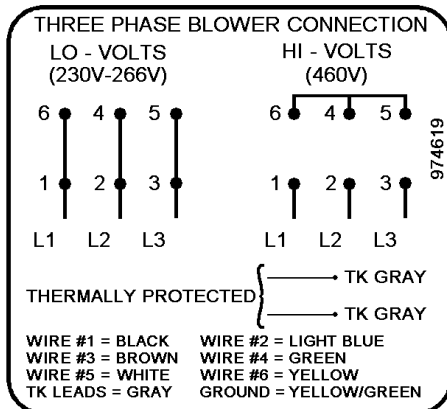 THREE PHASE BLOWER CONNECTION
LO - VOLTS
(230V-266V)
HI - VOLTS
(460V)
6 4 5
6 4 5
1 2 3
1 2 3
L1 L2 L3
L1 L2 L3
974619
THERMALLY PROTECTED
TK GRAY
TK GRAY
WIRE #1 = BLACK WIRE #2 = LIGHT BLUE
WIRE #3 = BROWN WIRE #4 = GREEN
WIRE #5 = WHITE WIRE #6 = YELLOW
TK LEADS = GRAY GROUND = YELLOW/GREEN